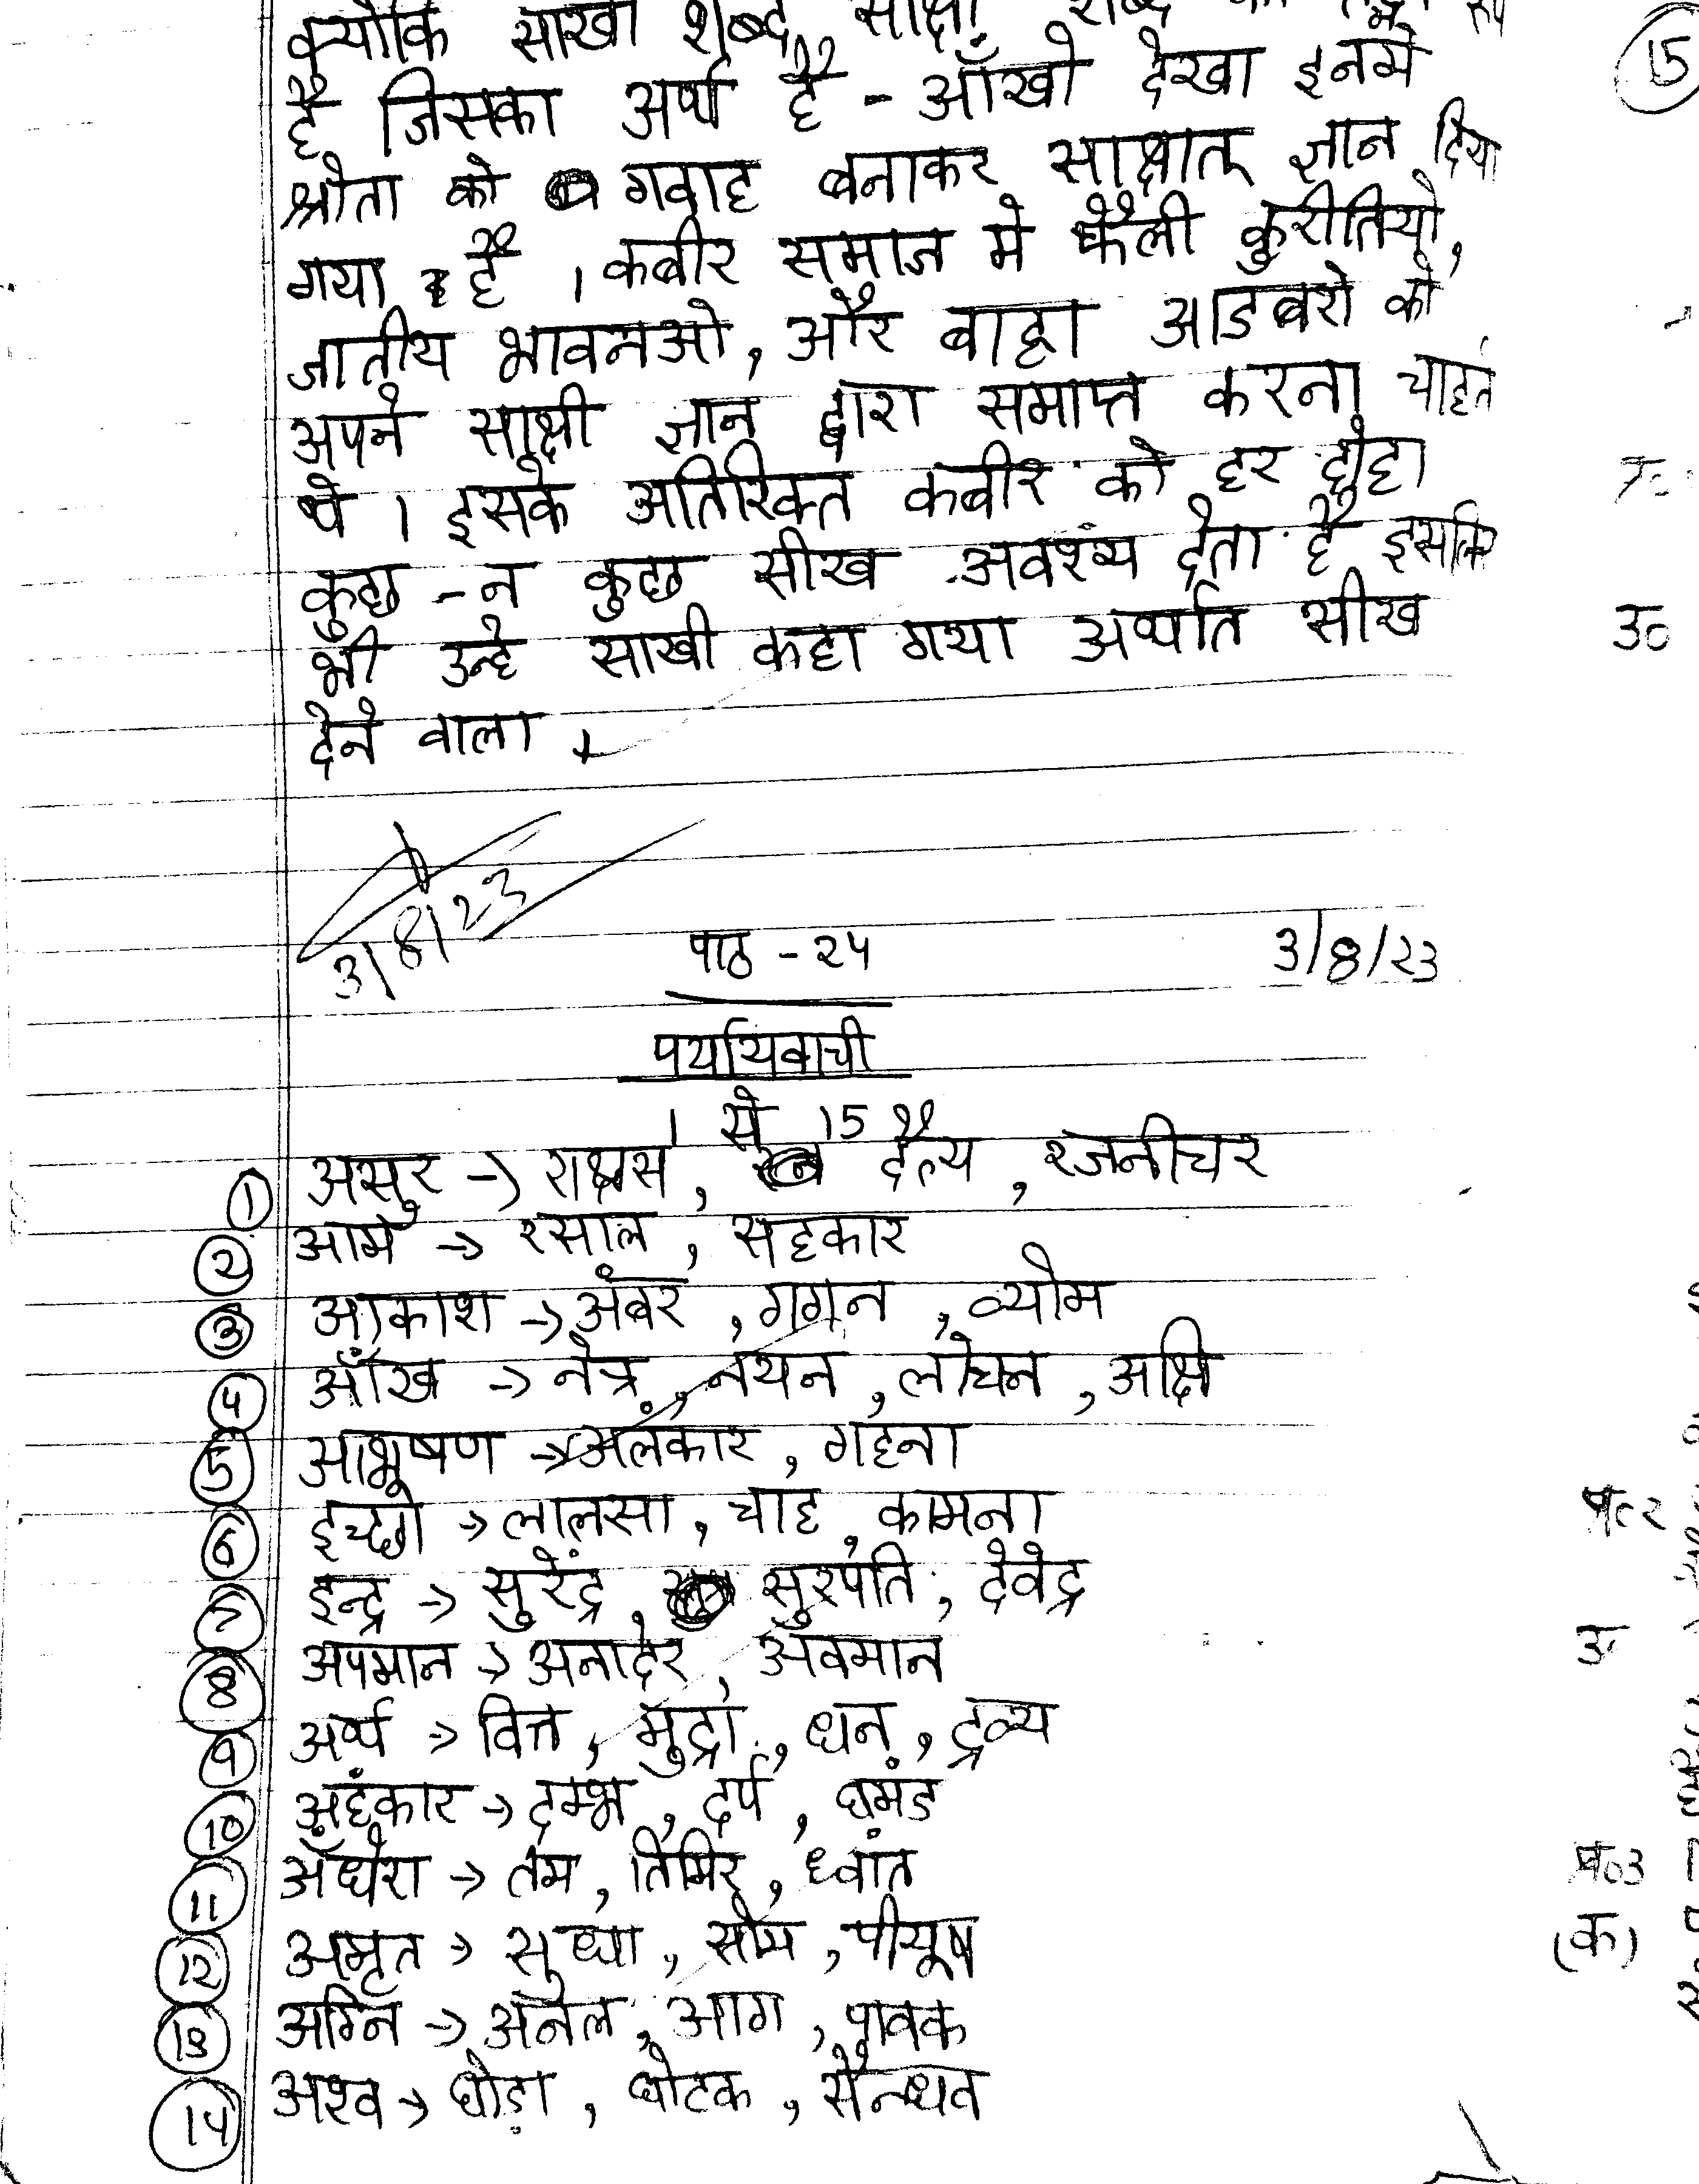 क्योकि साखी शब्द साक्षी शब्द का रूप
है जिसका अर्थ है - आँखो देखा इनमे
श्रोता को गवाह बनाकर साक्षात ज्ञान दिया
गया है । कबीर समाज मे फैली कुरीतियो,
जातीय भावनओ, और बाह्रा आडंबरो को
अपने साक्षी ज्ञान द्वारा समाप्त करना चाहते
थे । इसके अतिरिक्त कबीर को हर दोहा
कुछ - न कुछ सीख अवश्य देता है इसलिए
भी उन्हे साखी कहा गया अर्थात सीख
देने वाला ।
3/8/23
पाठ - २५ 3/8/23
पर्यायवाची
1 से 15
① असुर → राक्षस, दैत्य, रजनीचर
② आम → रसाल, सहकार
③ आकाश → अंबर, गगन, व्योम
④ आँख → नेत्र, नयन, लोचन, अक्षि
⑤ आभूषण → अलंकार, गहना
⑥ इच्छा → लालसा, चाह, कामना
⑦ इन्द्र → सुरेंद्र, सुरपति, देवेद्र
⑧ अपमान → अनादर, अवमान
⑨ अर्थ → वित्त, मुद्रा, धन, द्रव्य
⑩ अहंकार → दम्भ, दर्प, घमंड
⑪ अँधेरा → तम, तिमिर, ध्वांत
⑫ अमृत → सुधा, सोम, पीयूष
⑬ अग्नि → अनल, आग, पावक
⑭ अश्व → घोड़ा, घोटक, सैन्धव
15
उ०
प्र०२
उ
प्र०3
(क)